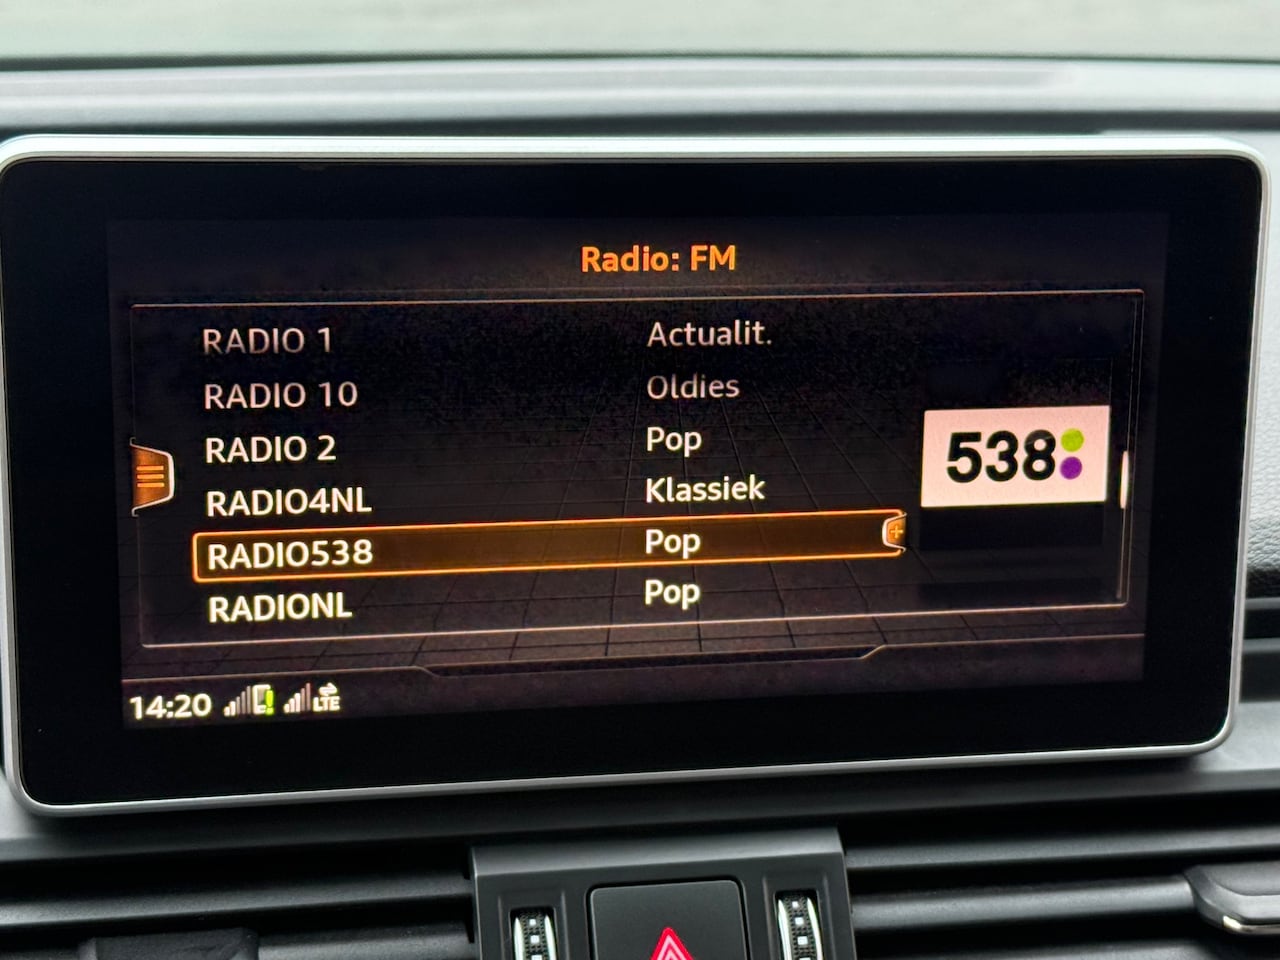 Radio: FM
RADIO 1 Actualit.
RADIO 10 Oldies
RADIO 2 Pop
RADIO4NL Klassiek
538
RADIO538 Pop
RADIONL Pop
14:20 LTE